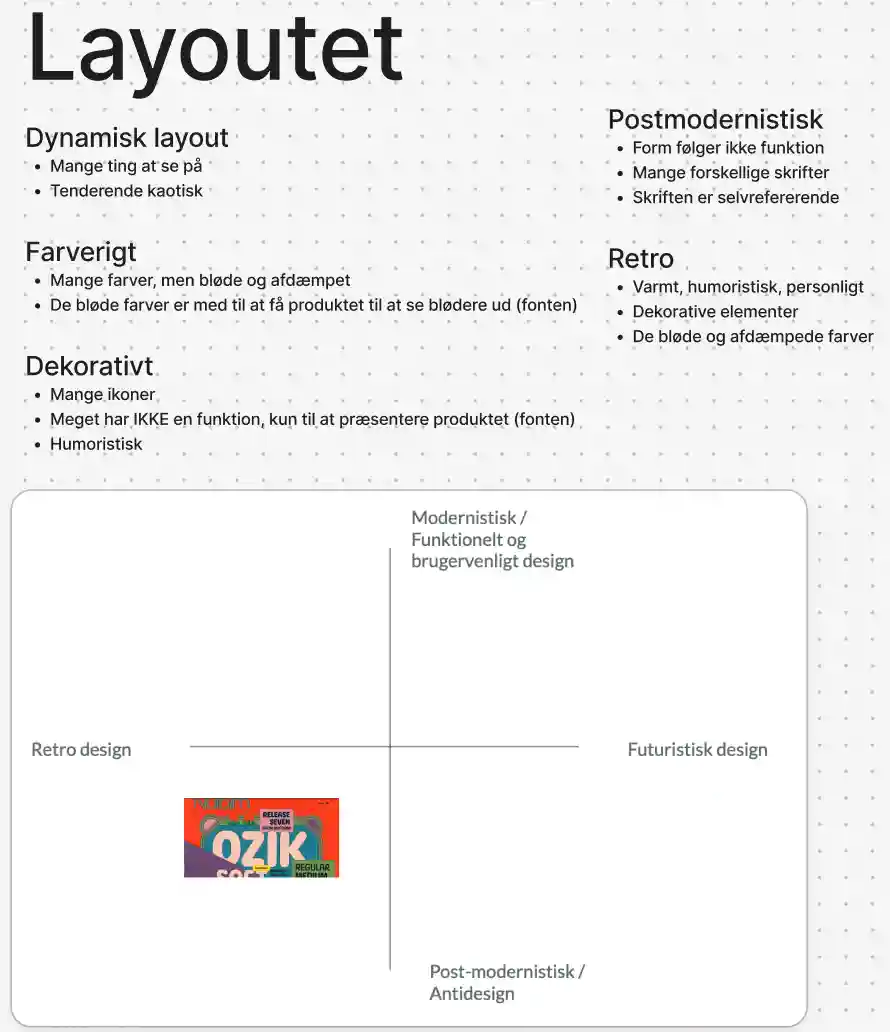 Layoutet
Dynamisk layout
• Mange ting at se på
• Tenderende kaotisk
Farverigt
• Mange farver, men bløde og afdæmpet
• De bløde farver er med til at få produktet til at se blødere ud (fonten)
Dekorativt
• Mange ikoner
• Meget har IKKE en funktion, kun til at præsentere produktet (fonten)
• Humoristisk
Postmodernistisk
• Form følger ikke funktion
• Mange forskellige skrifter
• Skriften er selvrefererende
Retro
• Varmt, humoristisk, personligt
• Dekorative elementer
• De bløde og afdæmpede farver
Modernistisk /
Funktionelt og
brugervenligt design
Retro design
Futuristisk design
RELEASE
SEVEN
OZIK
SOFT
REGULAR
MEDIUM
Post-modernistisk /
Antidesign